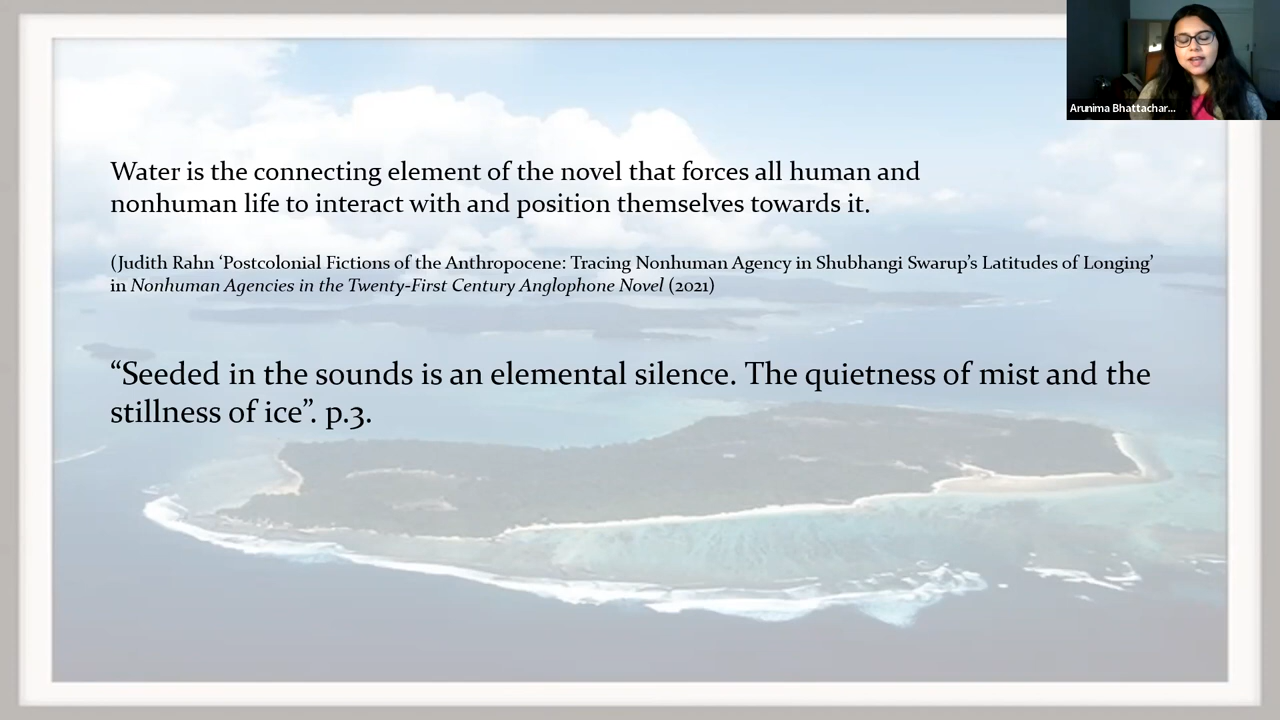 Arunima Bhattachar...
Water is the connecting element of the novel that forces all human and
nonhuman life to interact with and position themselves towards it.
(Judith Rahn ‘Postcolonial Fictions of the Anthropocene: Tracing Nonhuman Agency in Shubhangi Swarup’s Latitudes of Longing’
in Nonhuman Agencies in the Twenty-First Century Anglophone Novel (2021)
“Seeded in the sounds is an elemental silence. The quietness of mist and the
stillness of ice”. p.3.